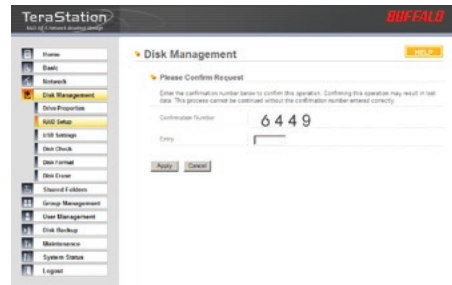 TeraStation
BUFFALO
Home
Basic
Network
Disk Management
Drive Properties
RAID Setup
USB Settings
Disk Check
Disk Format
Disk Erase
Shared Folders
Group Management
User Management
Disk Backup
Maintenance
System Status
Logout
Disk Management
HELP
Please Confirm Request
Enter the confirmation number below to confirm this operation. Confirming this operation may result in lost
data. This process cannot be continued without the confirmation number entered correctly.
Confirmation Number
6449
Entry
Apply
Cancel